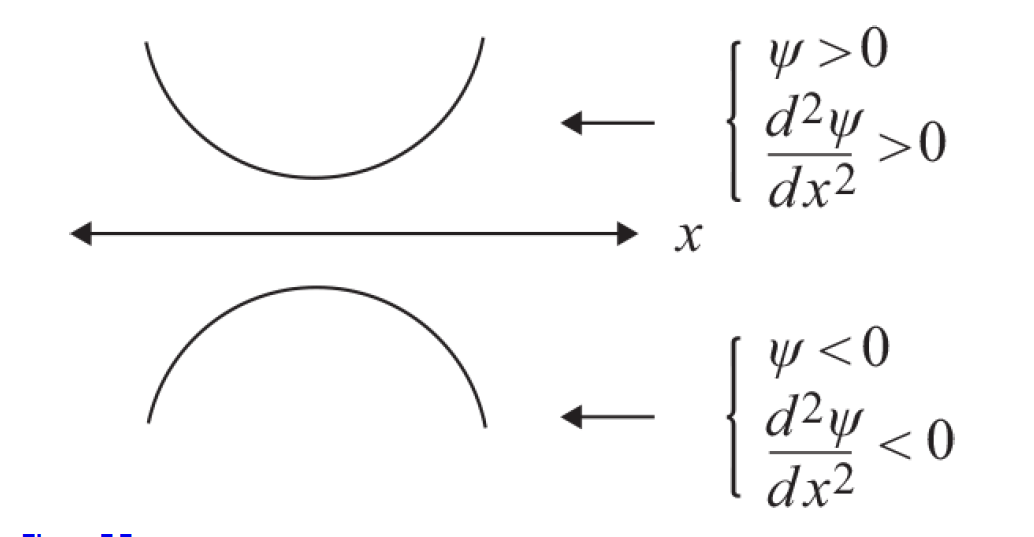 ψ > 0
d²ψ
dx²
> 0
x
ψ < 0
d²ψ
dx²
< 0